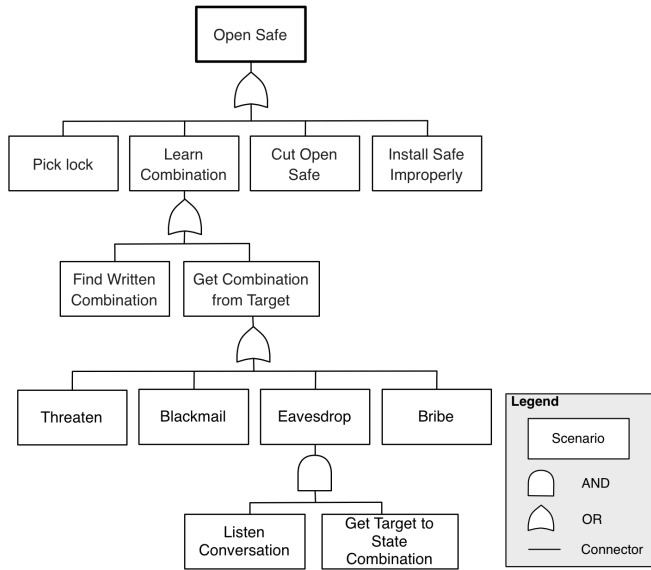 Open Safe
Pick lock
Learn
Combination
Cut Open
Safe
Install Safe
Improperly
Find Written
Combination
Get Combination
from Target
Threaten
Blackmail
Eavesdrop
Bribe
Listen
Conversation
Get Target to
State
Combination
Legend
Scenario
AND
OR
Connector